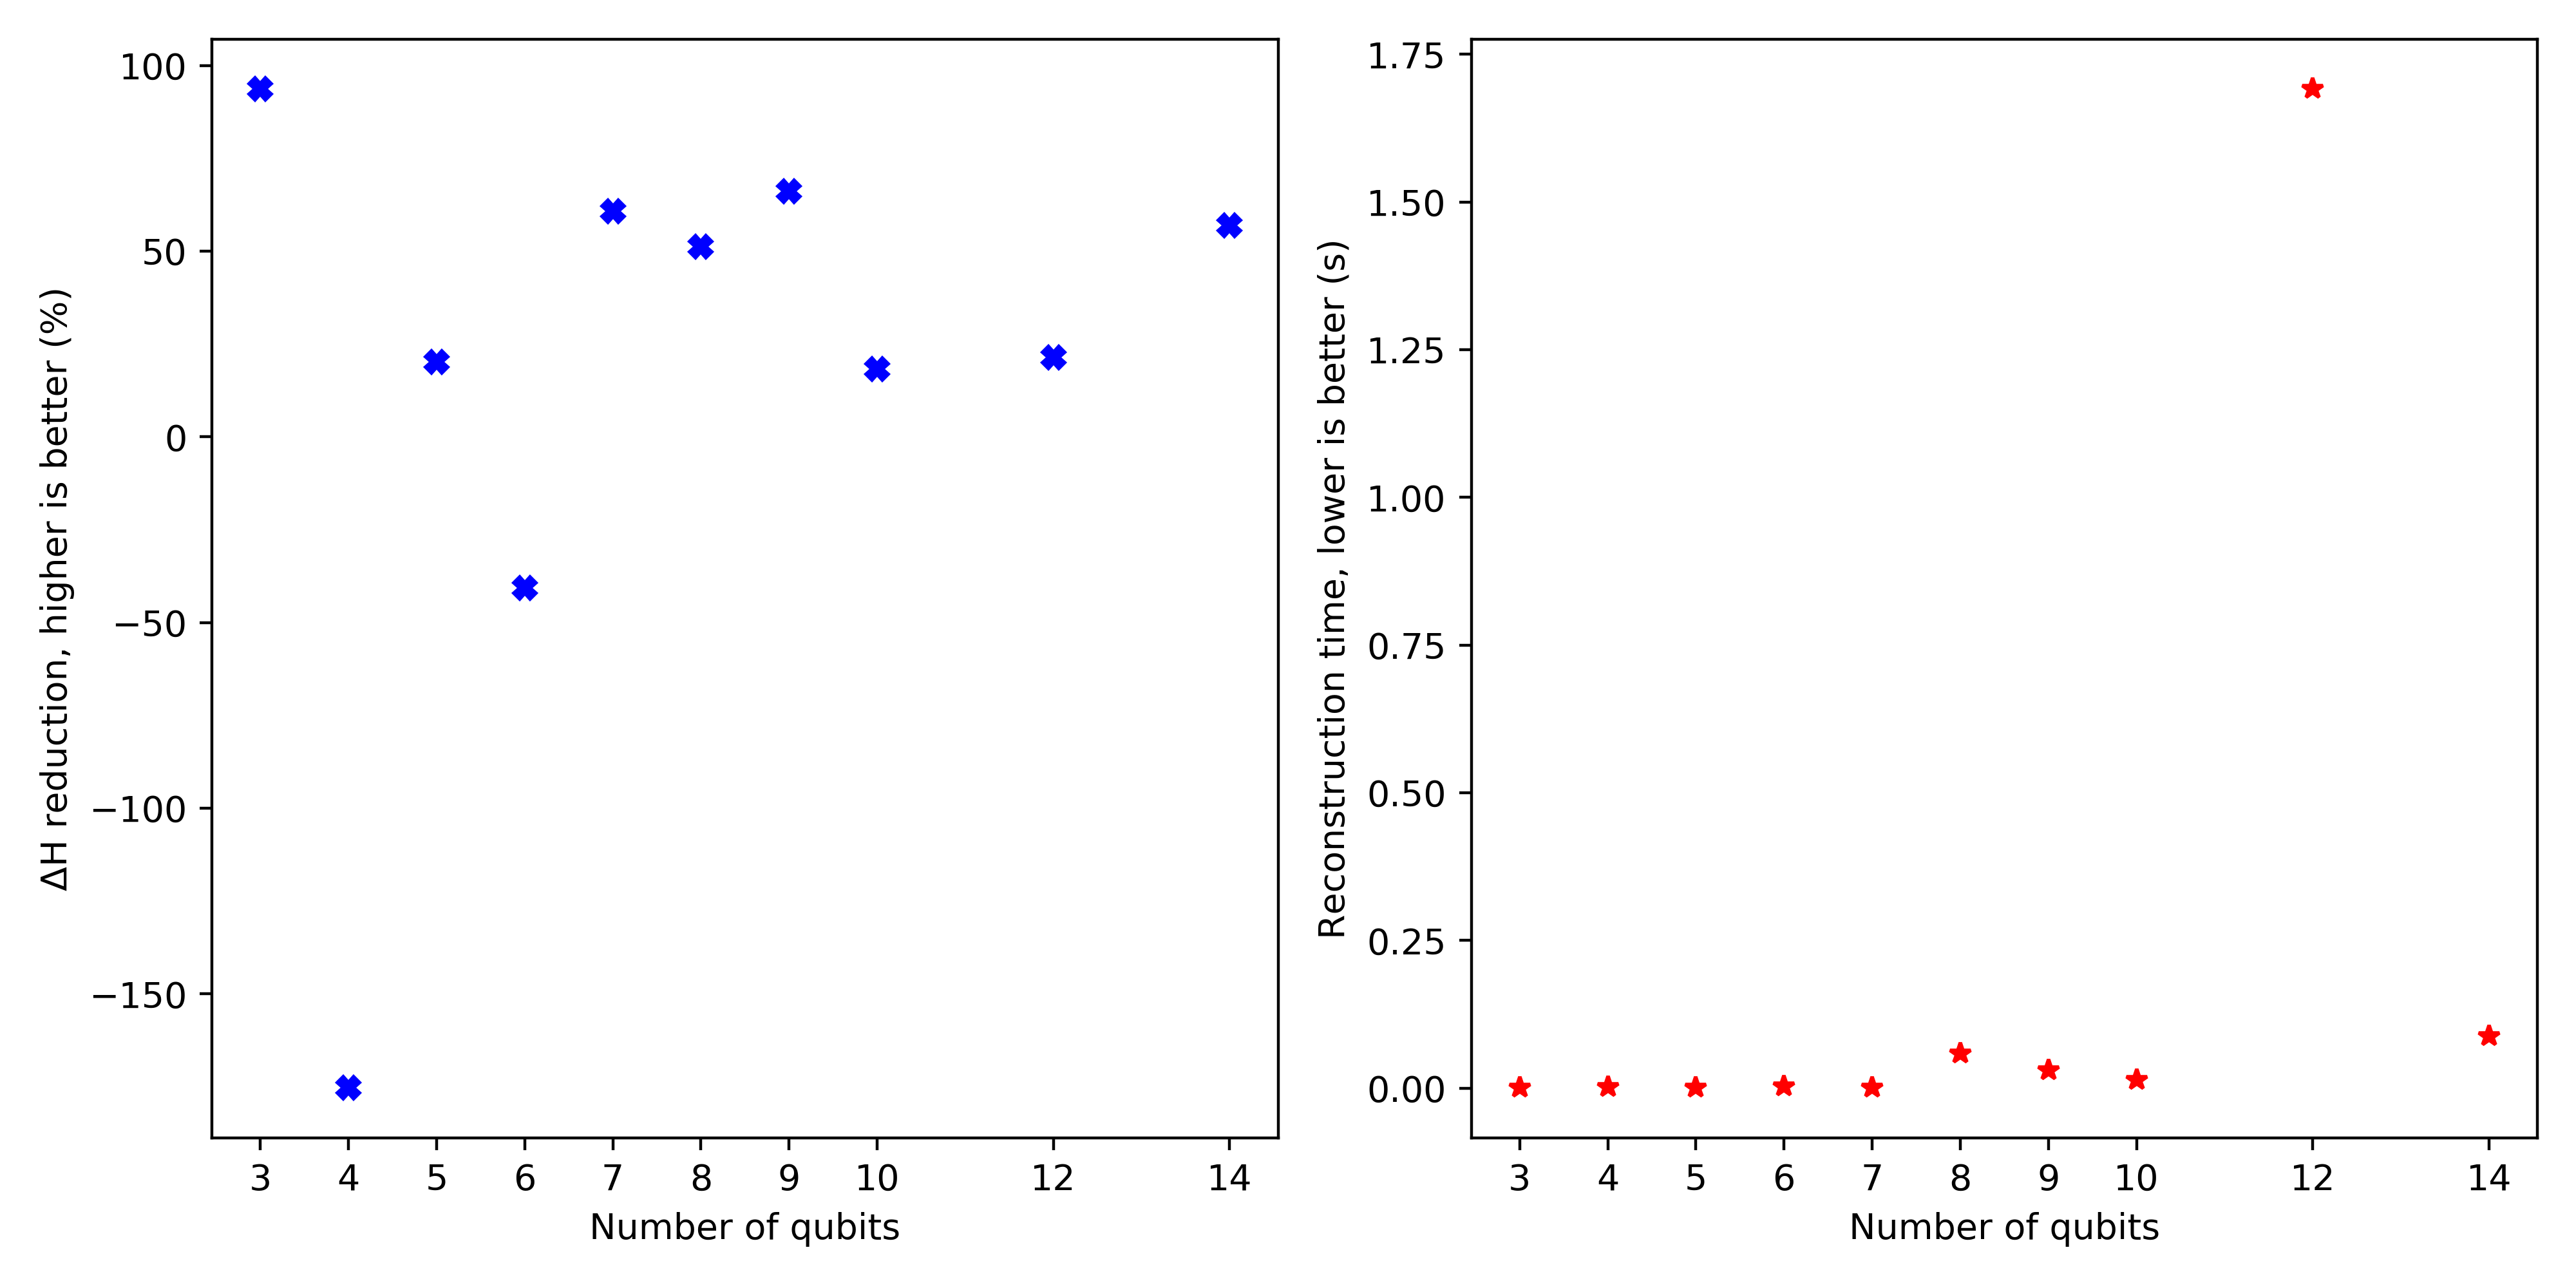 ΔH reduction, higher is better (%)
100
50
0
−50
−100
−150
3 4 5 6 7 8 9 10 12 14
Number of qubits
Reconstruction time, lower is better (s)
1.75
1.50
1.25
1.00
0.75
0.50
0.25
0.00
3 4 5 6 7 8 9 10 12 14
Number of qubits